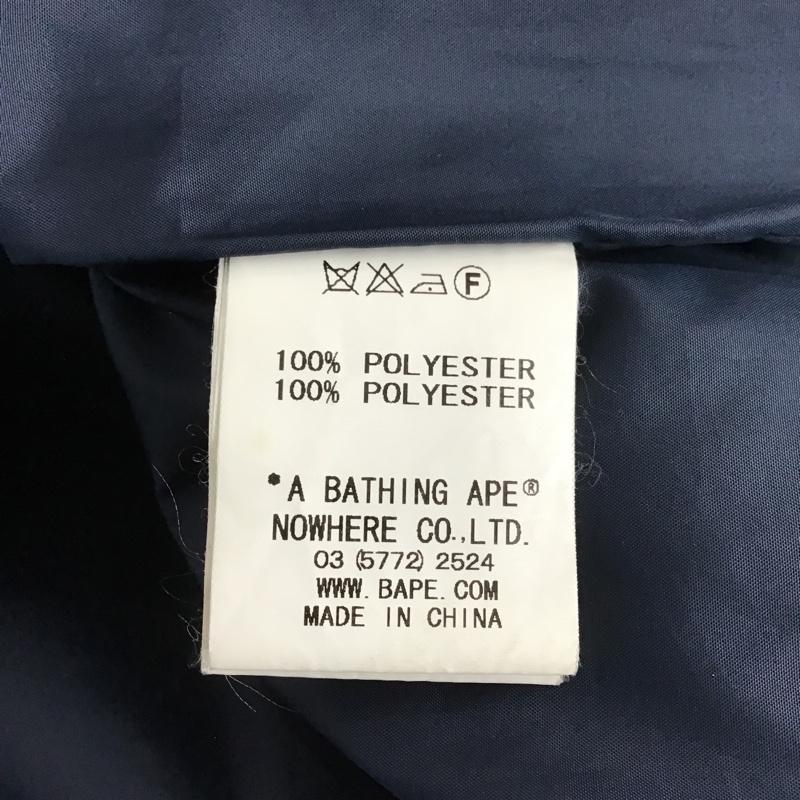 F
100% POLYESTER
100% POLYESTER
*A BATHING APE®
NOWHERE CO.,LTD.
03 (5772) 2524
WWW. BAPE. COM
MADE IN CHINA